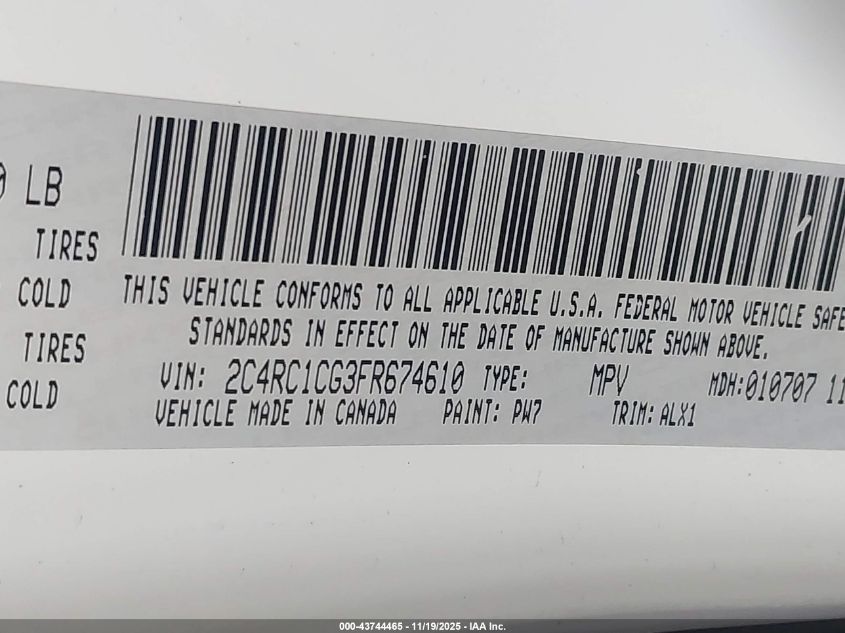 0 LB
TIRES
COLD
TIRES
COLD
THIS VEHICLE CONFORMS TO ALL APPLICABLE U.S.A. FEDERAL MOTOR VEHICLE SAFE
STANDARDS IN EFFECT ON THE DATE OF MANUFACTURE SHOWN ABOVE.
VIN: 2C4RC1CG3FR674610 TYPE: MPV MDH:010707 11
VEHICLE MADE IN CANADA PAINT: PW7 TRIM: ALX1
000-43744465 - 11/19/2025 - IAA Inc.